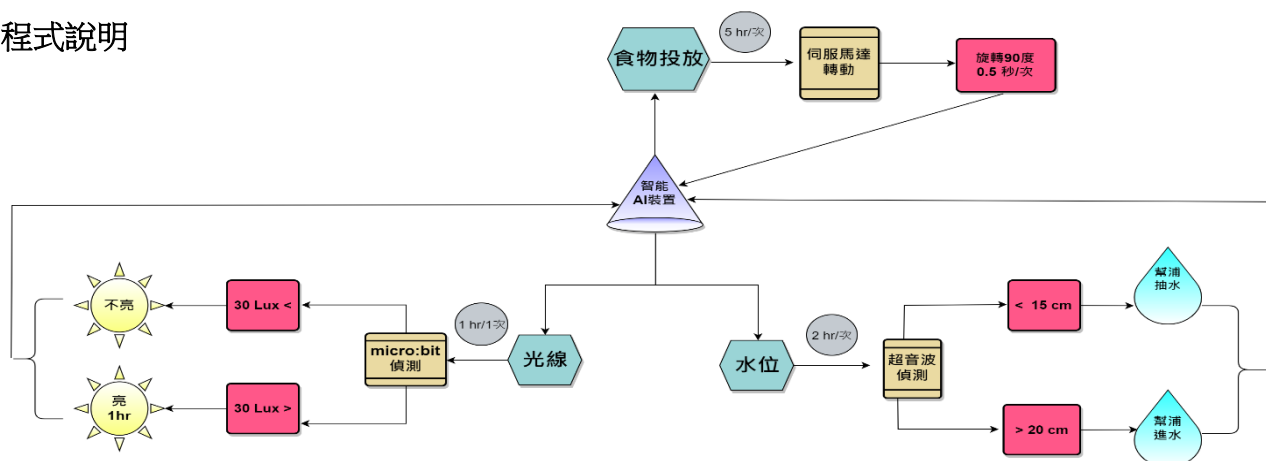 程式說明
食物投放
5 hr/次
伺服馬達
轉動
旋轉90度
0.5 秒/次
智能
AI裝置
不亮
30 Lux <
micro:bit
偵測
1 hr/1次
光線
亮
1hr
30 Lux >
水位
2 hr/次
超音波
偵測
< 15 cm
幫浦
抽水
> 20 cm
幫浦
進水